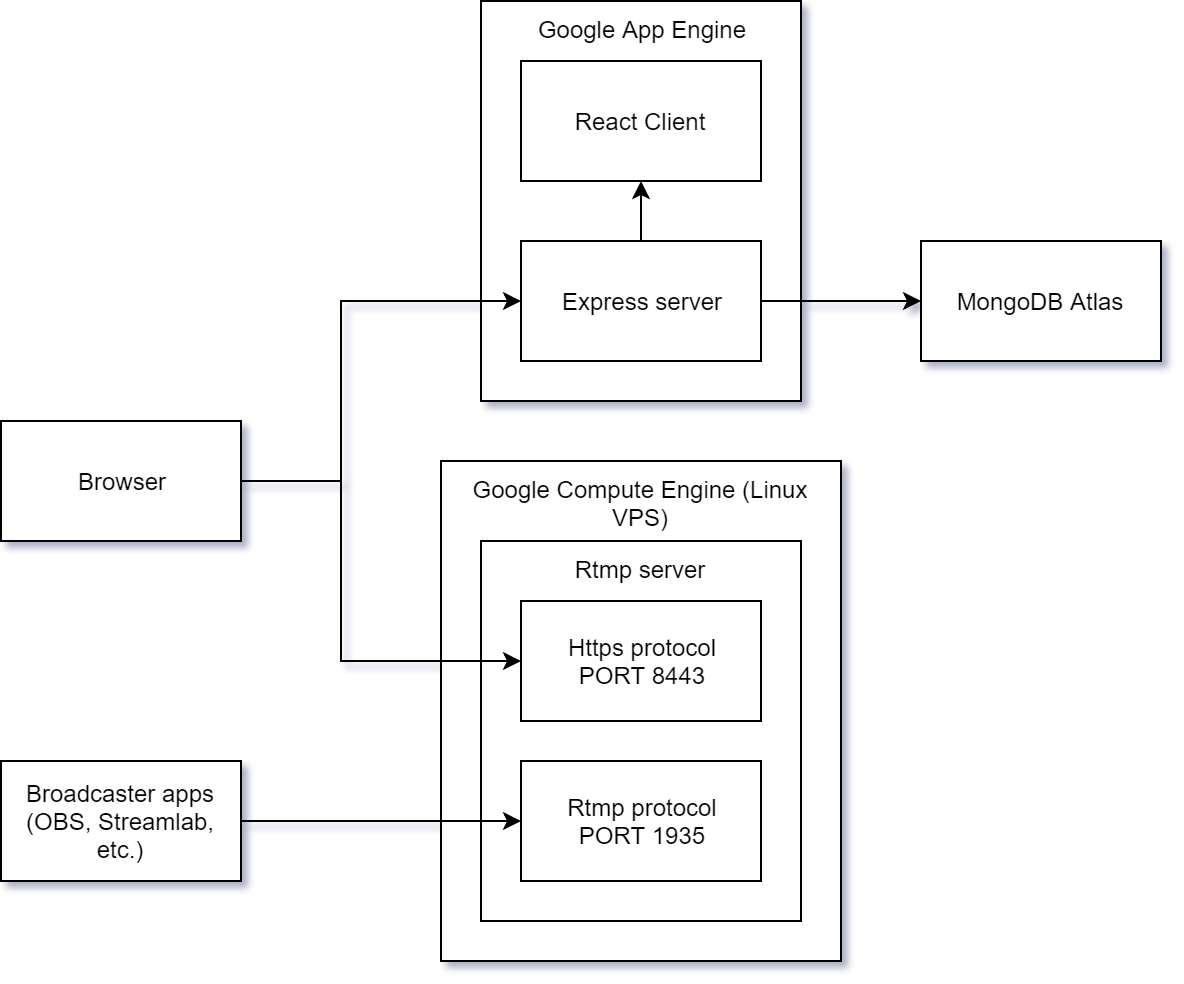 Google App Engine
React Client
Express server
MongoDB Atlas
Browser
Google Compute Engine (Linux
VPS)
Rtmp server
Https protocol
PORT 8443
Broadcaster apps
(OBS, Streamlab,
etc.)
Rtmp protocol
PORT 1935